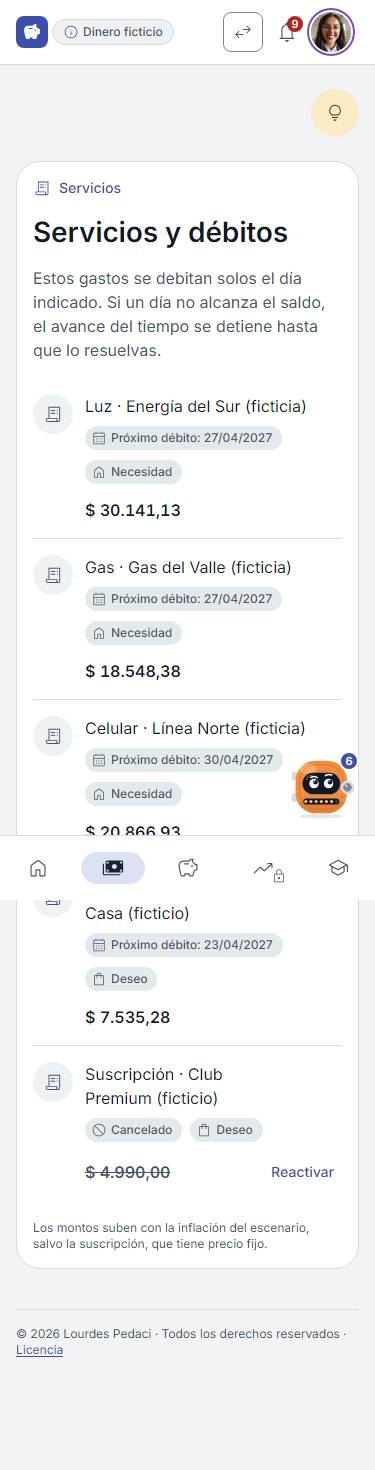 Dinero ficticio
9
Servicios
Servicios y débitos
Estos gastos se debitan solos el día
indicado. Si un día no alcanza el saldo,
el avance del tiempo se detiene hasta
que lo resuelvas.
Luz · Energía del Sur (ficticia)
Próximo débito: 27/04/2027
Necesidad
$ 30.141,13
Gas · Gas del Valle (ficticia)
Próximo débito: 27/04/2027
Necesidad
$ 18.548,38
Celular · Línea Norte (ficticia)
Próximo débito: 30/04/2027
6
Necesidad
$ 20.866,93
Casa (ficticio)
Próximo débito: 23/04/2027
Deseo
$ 7.535,28
Suscripción · Club
Premium (ficticio)
Cancelado
Deseo
$ 4.990,00
Reactivar
Los montos suben con la inflación del escenario,
salvo la suscripción, que tiene precio fijo.
© 2026 Lourdes Pedaci · Todos los derechos reservados ·
Licencia